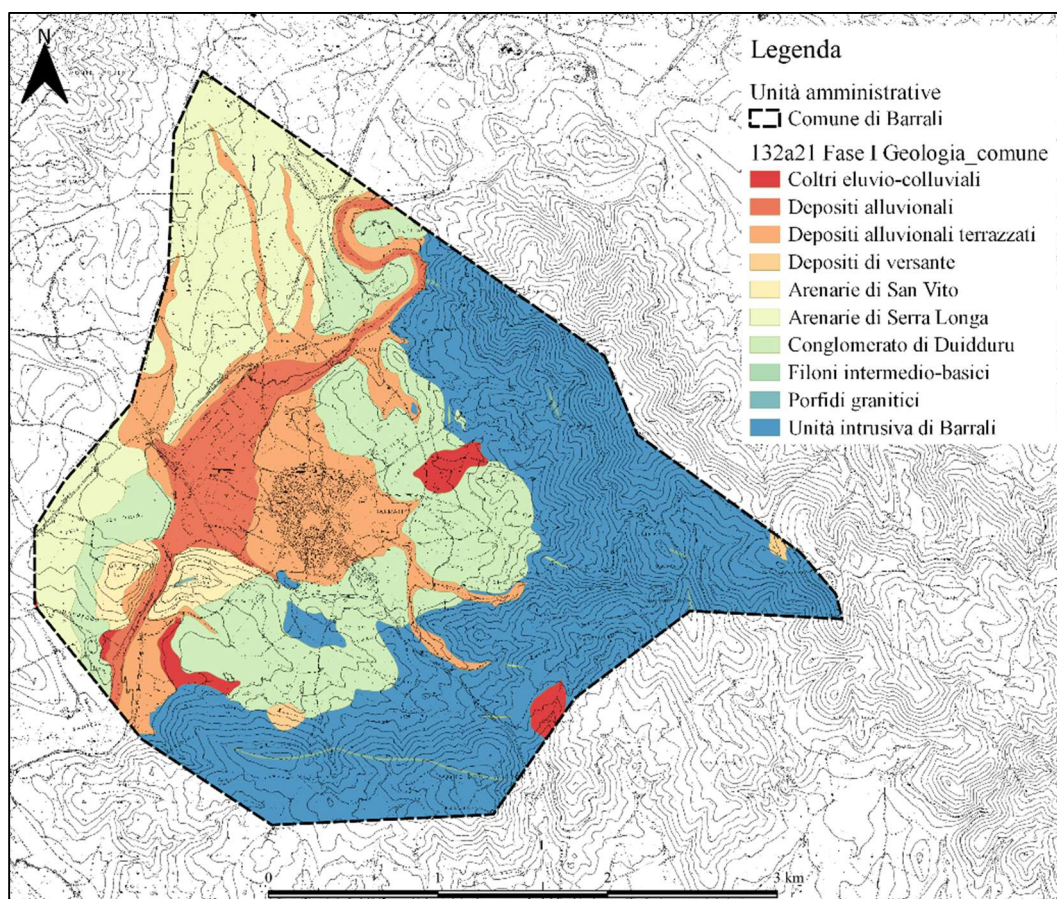 N
Legenda
Unità amministrative
Comune di Barrali
132a21 Fase I Geologia_comune
Coltri eluvio-colluviali
Depositi alluvionali
Depositi alluvionali terrazzati
Depositi di versante
Arenarie di San Vito
Arenarie di Serra Longa
Conglomerato di Duidduru
Filoni intermedio-basici
Porfidi granitici
Unità intrusiva di Barrali
0
1
2
3 km